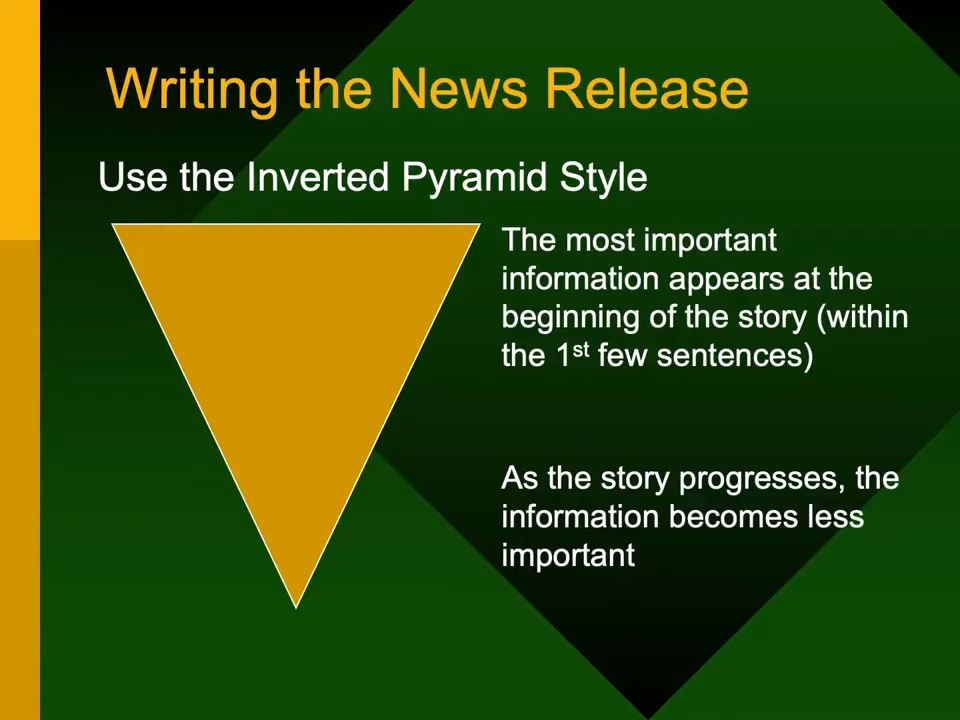 Writing the News Release
Use the Inverted Pyramid Style
The most important
information appears at the
beginning of the story (within
the 1st few sentences)
As the story progresses, the
information becomes less
important